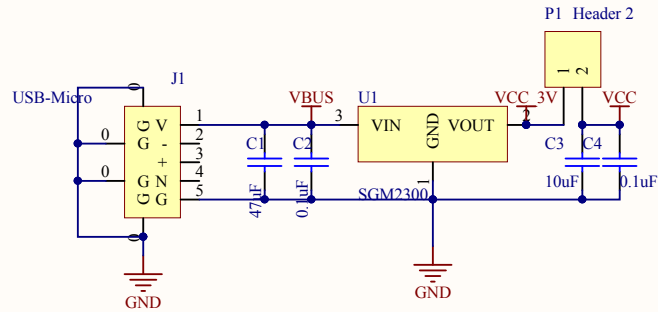 P1 Header 2
J1
0
USB-Micro
VBUS
U1
VCC_3V
VCC
1
2
G V 1
0 G - 2
+ 3
0 G N 4
G G 5
3
VIN
GND
VOUT
2
1
C1
C2
C3
C4
47uF
0.1uF
10uF
0.1uF
SGM2300
0
GND
GND